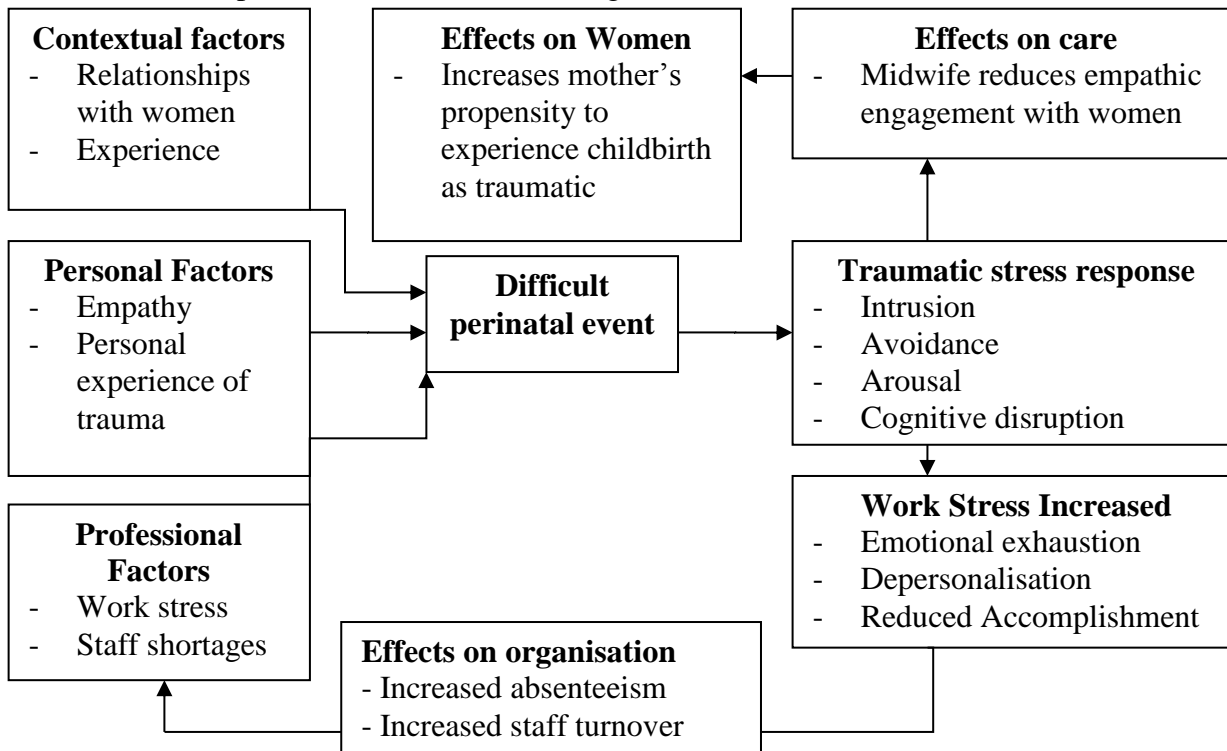 Contextual factors
- Relationships
with women
- Experience
Effects on Women
- Increases mother’s
propensity to
experience childbirth
as traumatic
Effects on care
- Midwife reduces empathic
engagement with women
Personal Factors
- Empathy
- Personal
experience of
trauma
Difficult
perinatal event
Traumatic stress response
- Intrusion
- Avoidance
- Arousal
- Cognitive disruption
Professional
Factors
- Work stress
- Staff shortages
Work Stress Increased
- Emotional exhaustion
- Depersonalisation
- Reduced Accomplishment
Effects on organisation
- Increased absenteeism
- Increased staff turnover